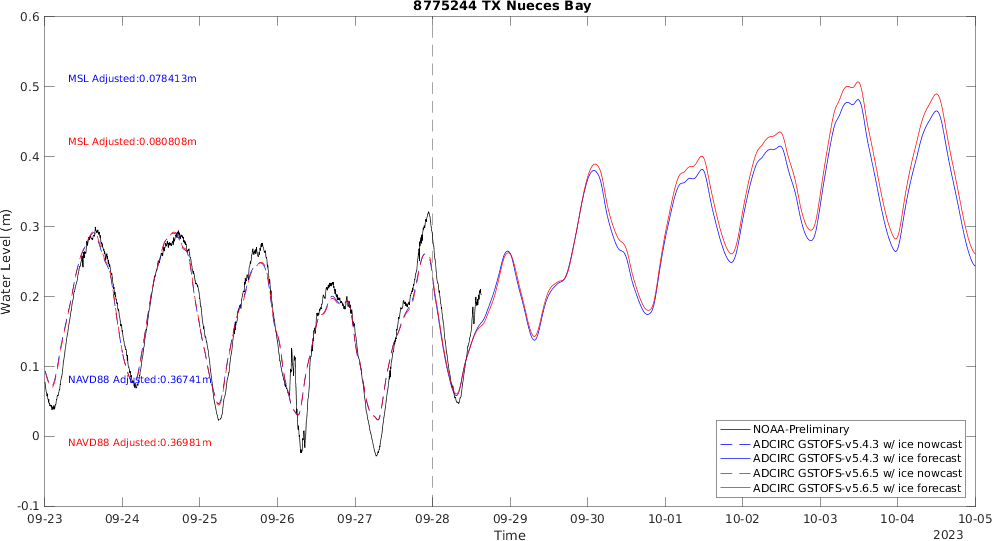 8775244 TX Nueces Bay
0.6
0.5
0.4
0.3
0.2
0.1
0
-0.1
Water Level (m)
MSL Adjusted:0.078413m
MSL Adjusted:0.080808m
NAVD88 Adjusted:0.36741m
NAVD88 Adjusted:0.36981m
NOAA-Preliminary
ADCIRC GSTOFS-v5.4.3 w/ ice nowcast
ADCIRC GSTOFS-v5.4.3 w/ ice forecast
ADCIRC GSTOFS-v5.6.5 w/ ice nowcast
ADCIRC GSTOFS-v5.6.5 w/ ice forecast
09-23 09-24 09-25 09-26 09-27 09-28 09-29 09-30 10-01 10-02 10-03 10-04 10-05
Time
2023